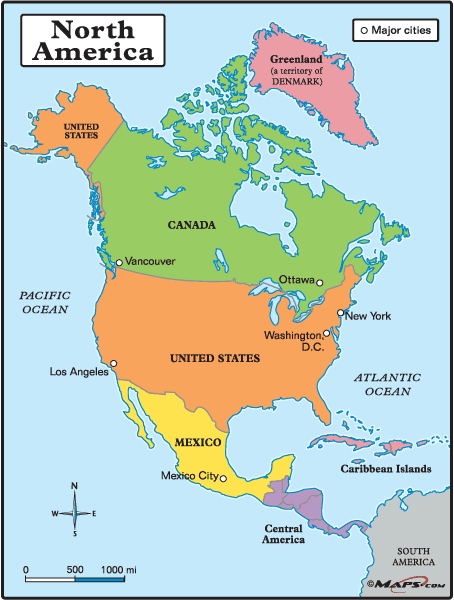 North
America
Major cities
Greenland
(a territory of
DENMARK)
UNITED
STATES
CANADA
Vancouver
Ottawa
PACIFIC
OCEAN
New York
Washington,
D.C.
UNITED STATES
Los Angeles
ATLANTIC
OCEAN
MEXICO
Caribbean Islands
Mexico City
N
W
E
S
Central
America
SOUTH
AMERICA
0 500 1000 mi
©MAPS.COM